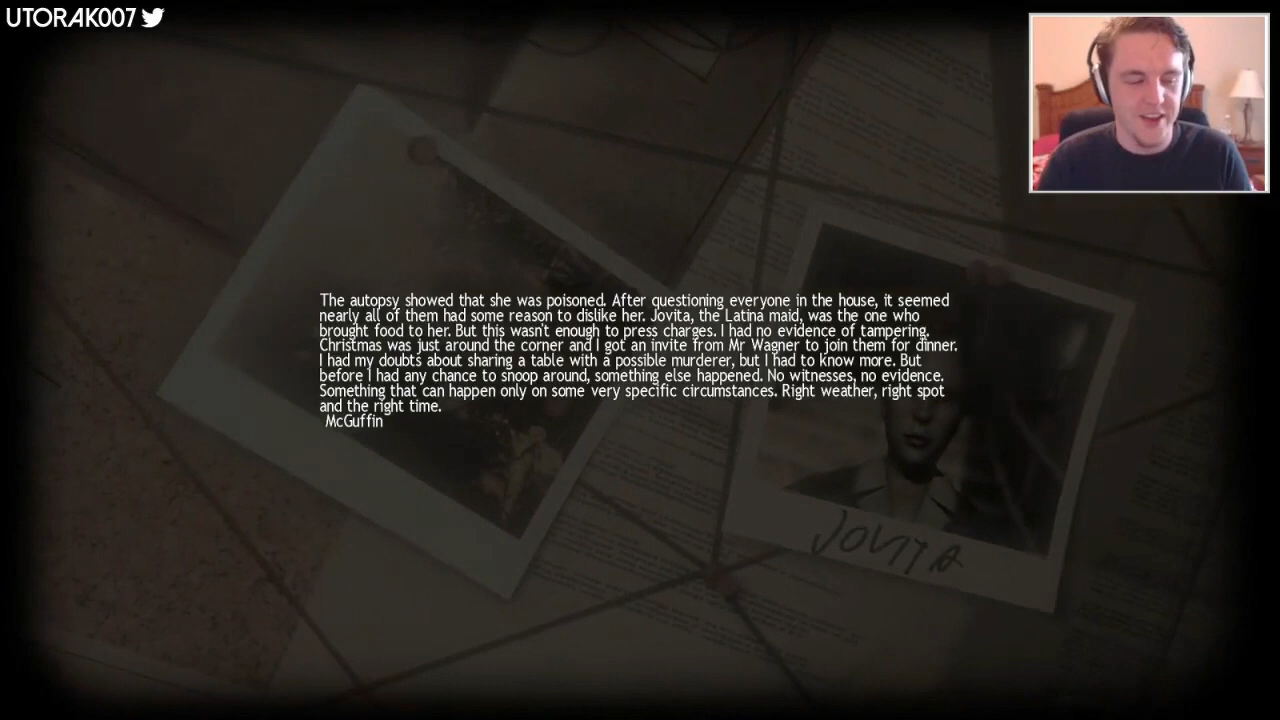 UTORAK007
The autopsy showed that she was poisoned. After questioning everyone in the house, it seemed
nearly all of them had some reason to dislike her. Jovita, the Latina maid, was the one who
brought food to her. But this wasn't enough to press charges. I had no evidence of tampering.
Christmas was just around the corner and I got an invite from Mr Wagner to join them for dinner.
I had my doubts about sharing a table with a possible murderer, but I had to know more. But
before I had any chance to snoop around, something else happened. No witnesses, no evidence.
Something that can happen only on some very specific circumstances. Right weather, right spot
and the right time.
McGuffin
JOVITA